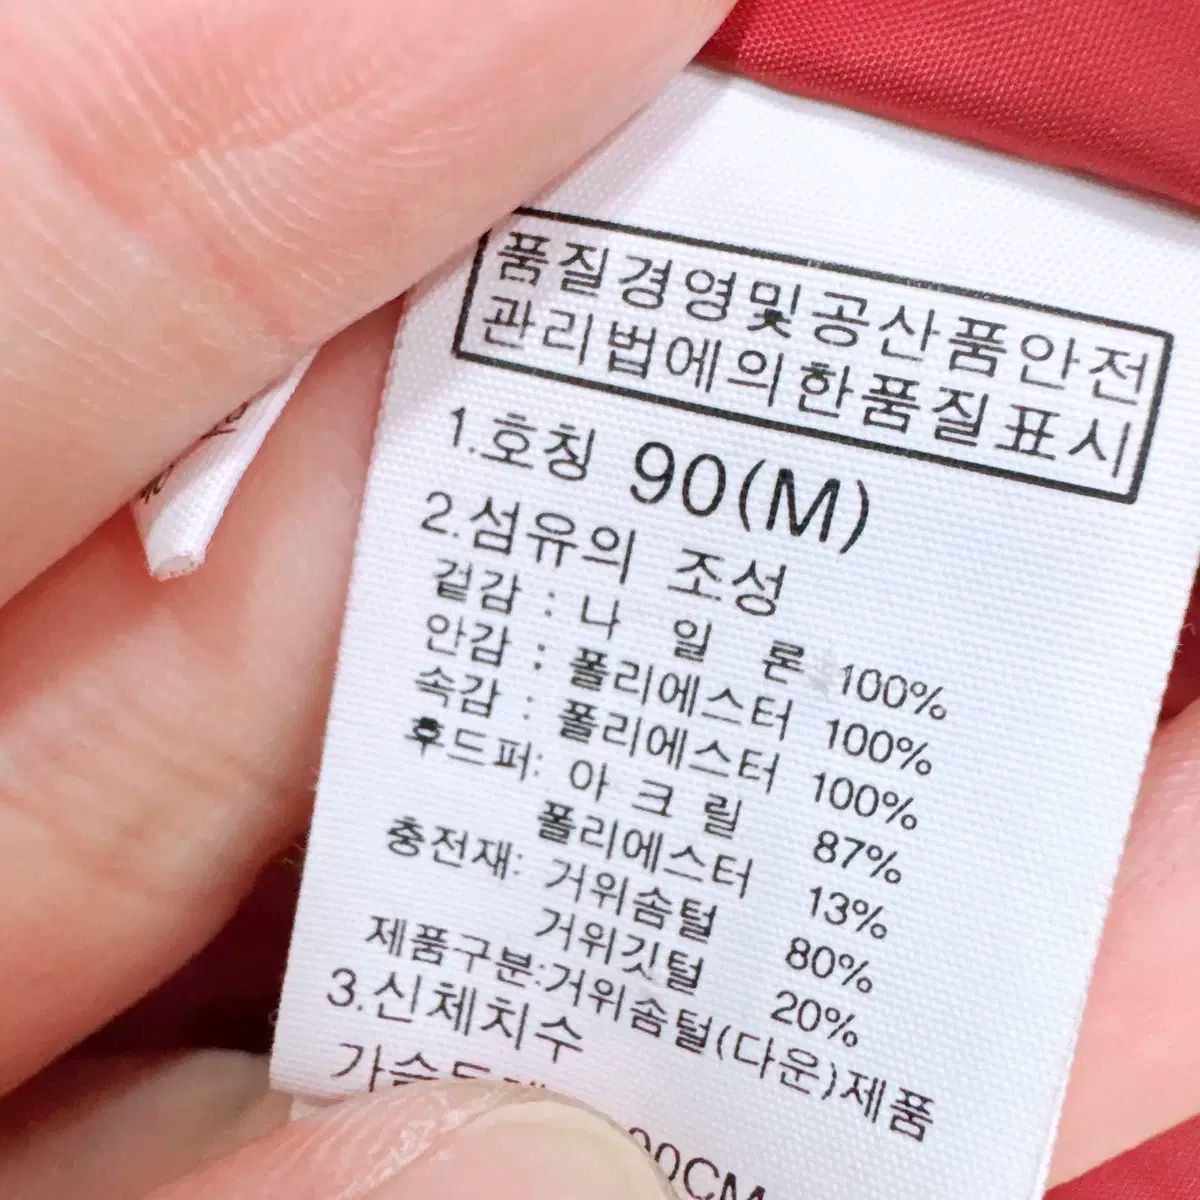 품질경영및공산품안전
관리법에의한품질표시
1.호칭 90(M)
2.섬유의 조성
겉감 : 나 일 론 100%
안감 : 폴리에스터 100%
속감 : 폴리에스터 100%
후드퍼: 아 크 릴 87%
폴리에스터 13%
충전재: 거위솜털 80%
거위깃털 20%
제품구분:거위솜털(다운)제품
3.신체치수
90CM